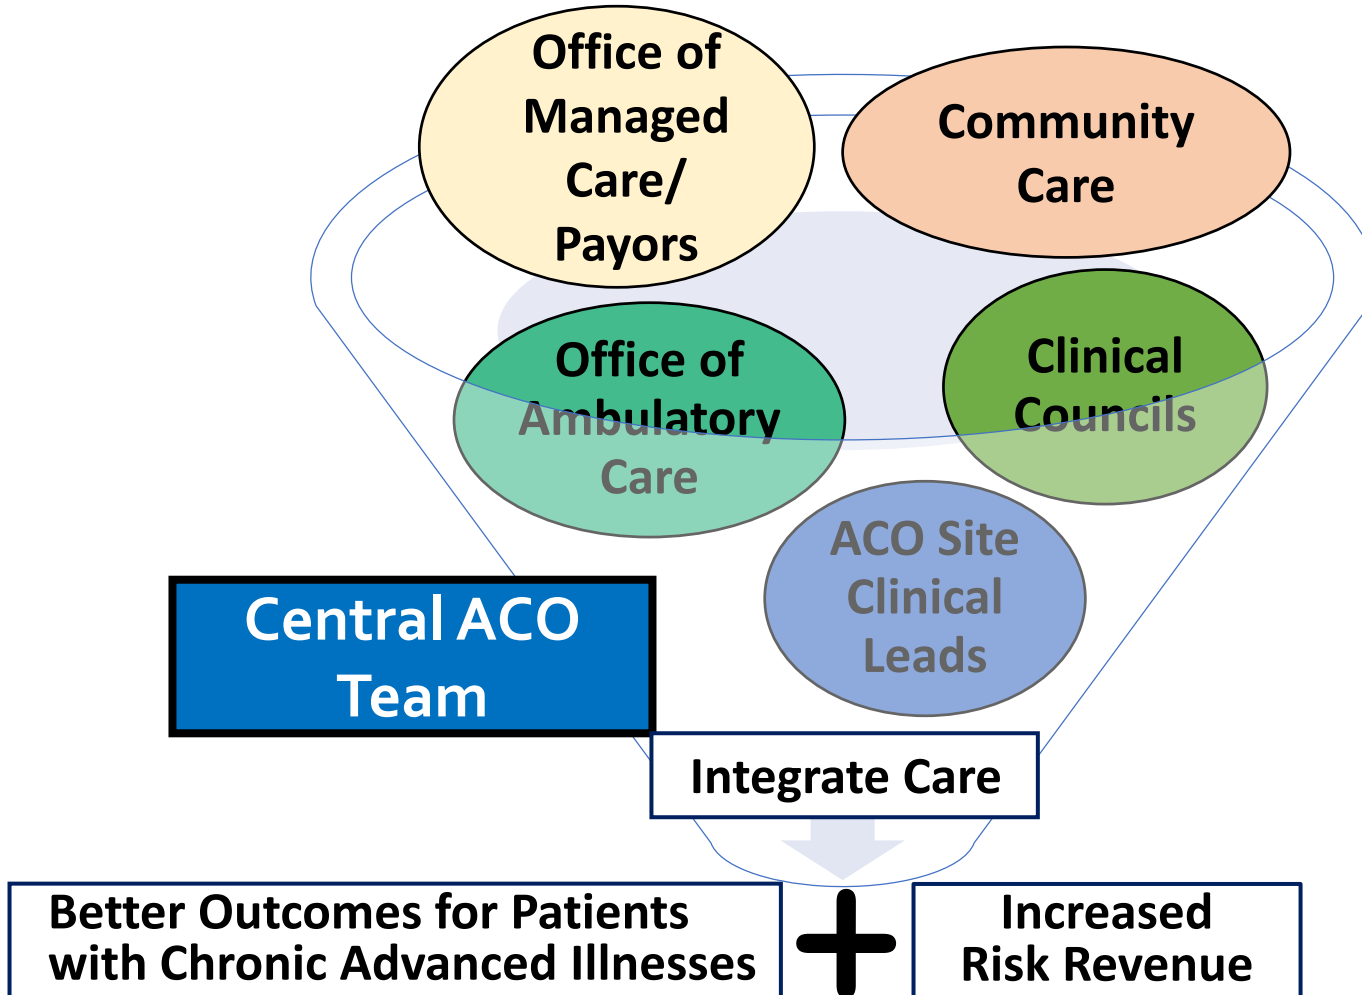 Office of
Managed
Care/
Payors
Community
Care
Office of
Ambulatory
Care
Clinical
Councils
ACO Site
Clinical
Leads
Central ACO
Team
Integrate Care
Better Outcomes for Patients
with Chronic Advanced Illnesses
+
Increased
Risk Revenue